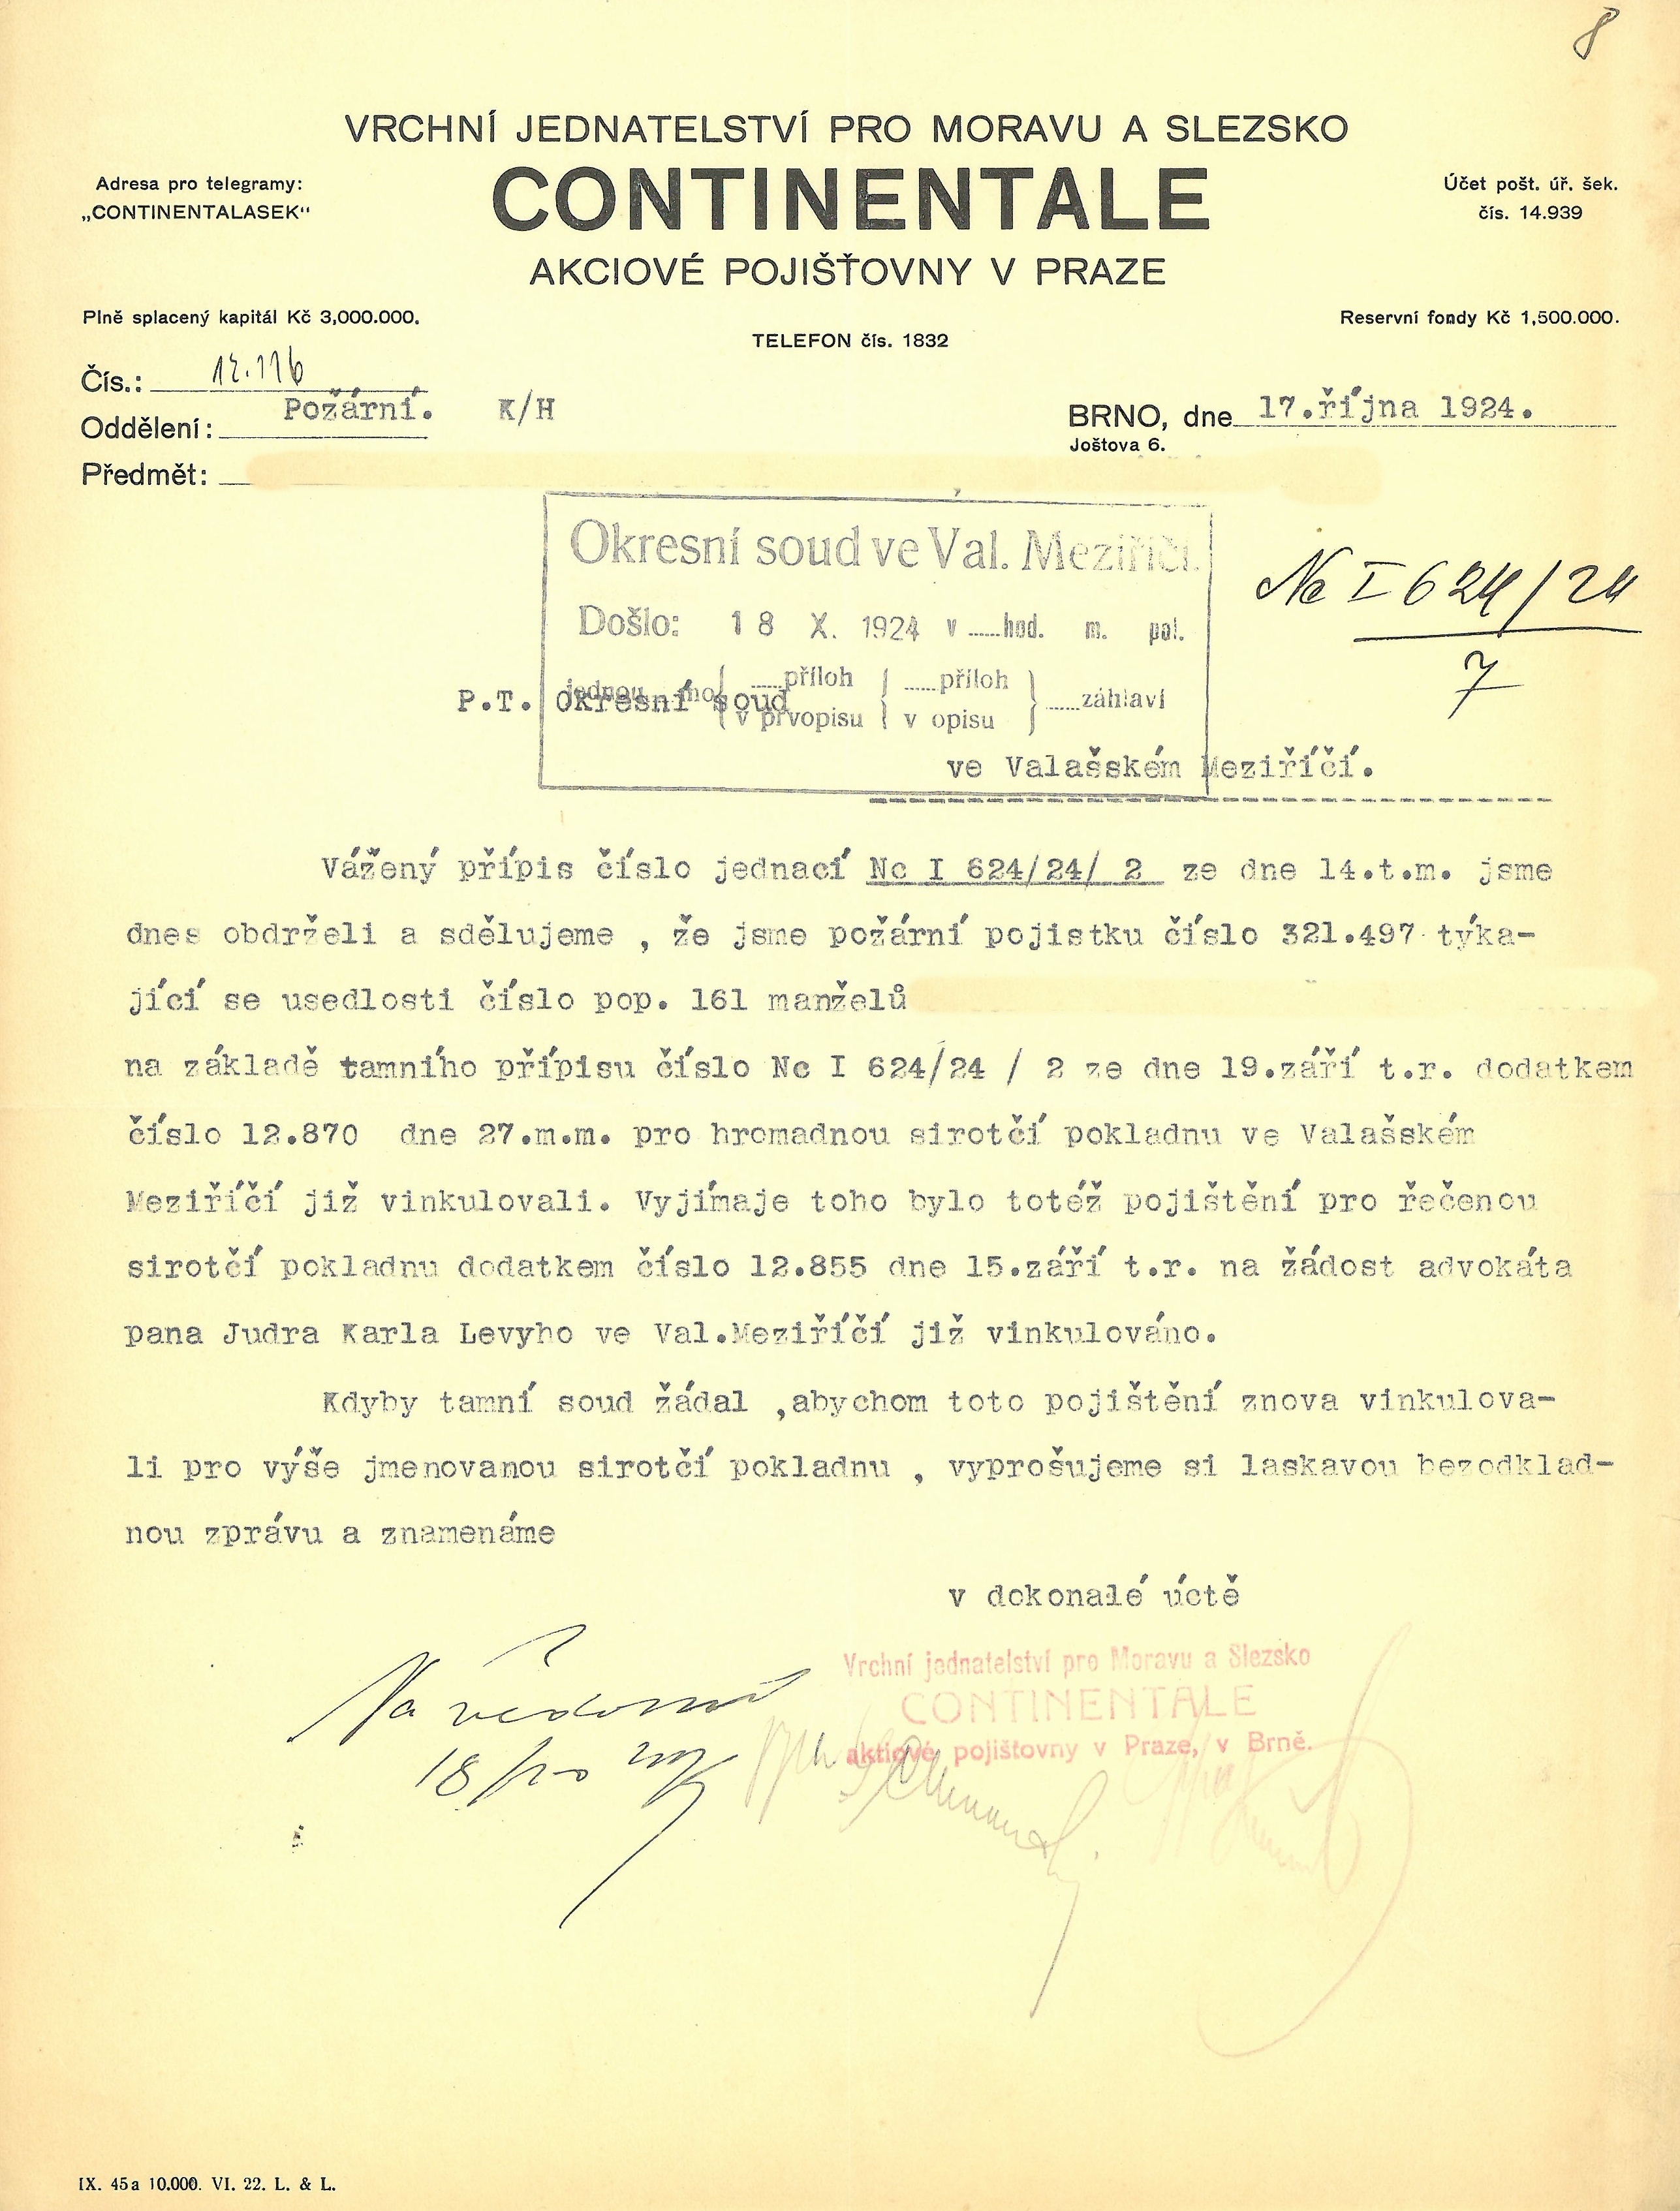 8
VRCHNÍ JEDNATELSTVÍ PRO MORAVU A SLEZSKO
Adresa pro telegramy:
„CONTINENTALASEK“
CONTINENTALE
Účet pošt. úř. šek.
čís. 14.939
AKCIOVÉ POJIŠŤOVNY V PRAZE
Plně splacený kapitál Kč 3,000.000.
Reservní fondy Kč 1,500.000.
TELEFON čís. 1832
Čís.: 12.116
Oddělení: Požární. K/H
BRNO, dne 17.října 1924.
Joštova 6.
Předmět:
Okresní soud ve Val. Meziříčí.
Došlo: 18 X. 1924 v ......hod. m. pol.
jednou mo ......příloh ......příloh
v prvopisu v opisu ......záhlaví
Nc I 624/24
7
P.T. Okresní soud
ve Valašském Meziříčí.
Vážený přípis číslo jednací Nc I 624/24/ 2 ze dne 14.t.m. jsme
dnes obdrželi a sdělujeme , že jsme požární pojistku číslo 321.497 týka-
jící se usedlosti číslo pop. 161 manželů
na základě tamního přípisu číslo Nc I 624/24 / 2 ze dne 19.září t.r. dodatkem
číslo 12.870 dne 27.m.m. pro hromadnou sirotčí pokladnu ve Valašském
Meziříčí již vinkulovali. Vyjímaje toho bylo totéž pojištění pro řečenou
sirotčí pokladnu dodatkem číslo 12.855 dne 15.září t.r. na žádost advokáta
pana Judra Karla Levyho ve Val.Meziříčí již vinkulováno.
Kdyby tamní soud žádal ,abychom toto pojištění znova vinkulova-
li pro výše jmenovanou sirotčí pokladnu , vyprošujeme si laskavou bezodklad-
nou zprávu a znamenáme
v dokonalé úctě
Vrchní jednatelství pro Moravu a Slezsko
CONTINENTALE
akciové pojišťovny v Praze, v Brně.
Na vědomí
IX. 45a 10.000. VI. 22. L. & L.